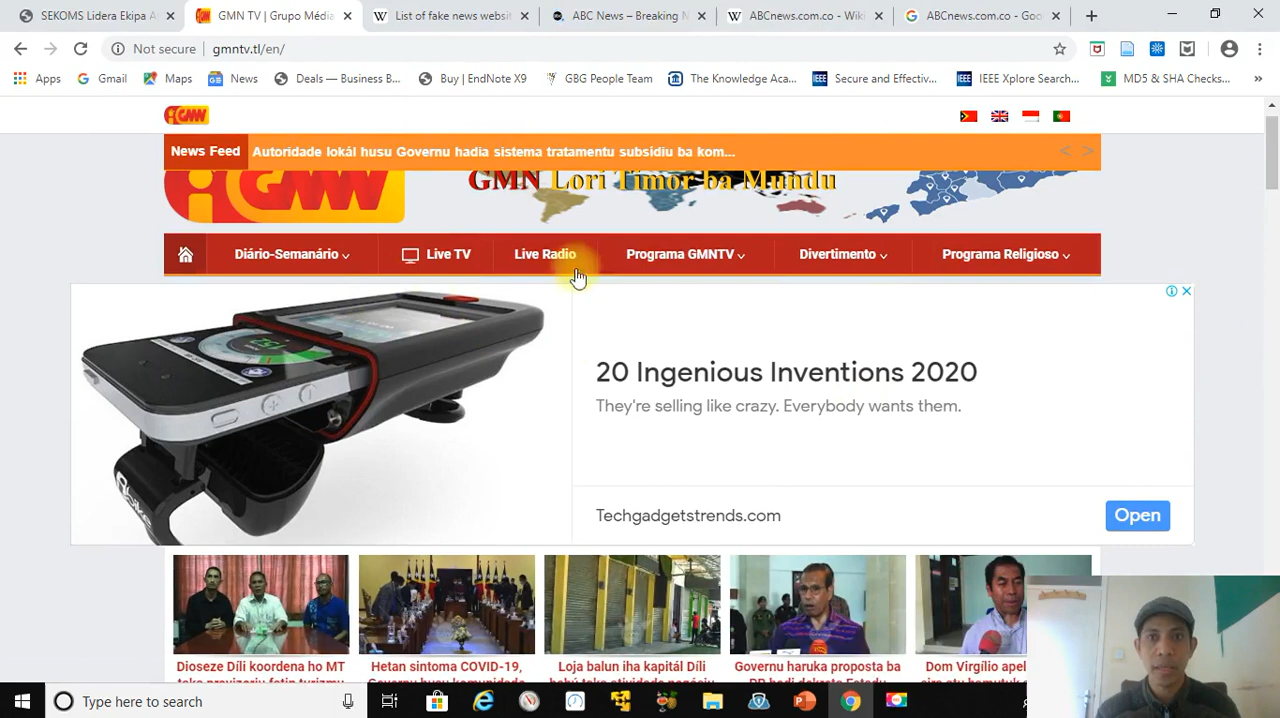 SEKOMS Lidera Ekipa A
GMN TV | Grupo Média
List of fake news websit
ABC News – Breaking N
ABCnews.com.co - Wiki
ABCnews.com.co - Goo
Not secure
gmntv.tl/en/
Apps
Gmail
Maps
News
Deals — Business B...
Buy | EndNote X9
GBG People Team
The Knowledge Aca...
Secure and Effectiv...
IEEE Xplore Search...
MD5 & SHA Checks...
GMN
News Feed
Autoridade lokál husu Governu hadia sistema tratamentu subsidiu ba kom...
GMN
GMN Lori Timor ba Mundu
Diário-Semanário
Live TV
Live Radio
Programa GMNTV
Divertimento
Programa Religioso
20 Ingenious Inventions 2020
They're selling like crazy. Everybody wants them.
Techgadgetstrends.com
Open
Dioseze Díli koordena ho MT
Hetan sintoma COVID-19,
Loja balun iha kapitál Díli
Governu haruka proposta ba
Dom Virgílio apel
Type here to search